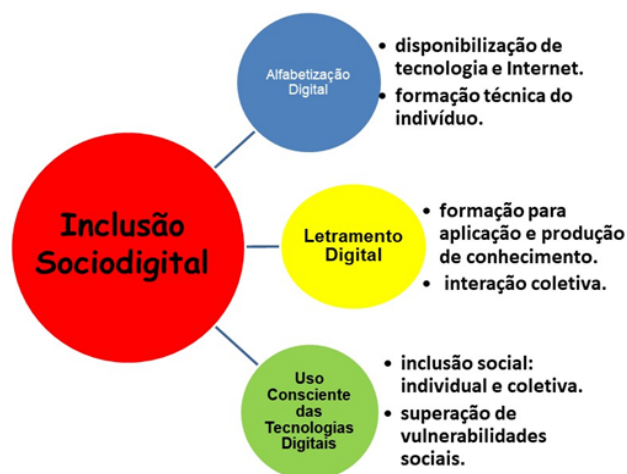 Inclusão
Sociodigital
Alfabetização
Digital
• disponibilização de
tecnologia e Internet.
• formação técnica do
indivíduo.
Letramento
Digital
• formação para
aplicação e produção
de conhecimento.
• interação coletiva.
Uso
Consciente
das
Tecnologias
Digitais
• inclusão social:
individual e coletiva.
• superação de
vulnerabilidades
sociais.